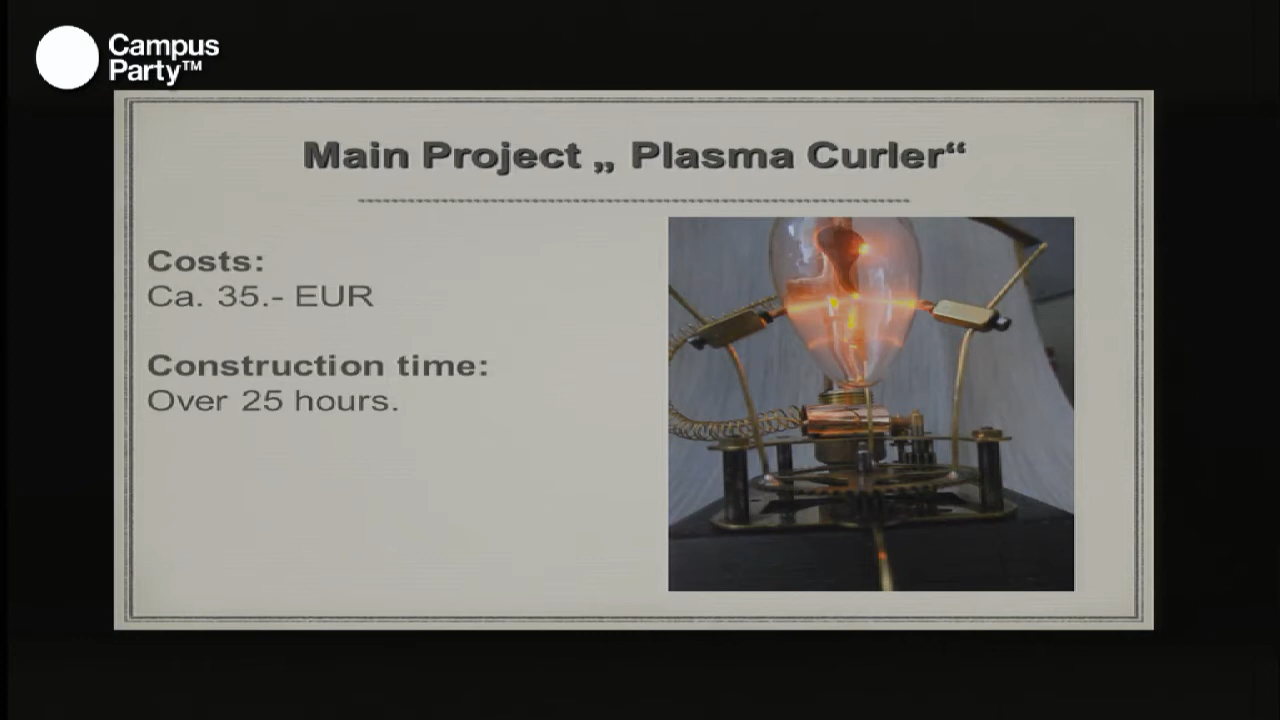 Campus
Party™
Main Project „ Plasma Curler“
Costs:
Ca. 35.- EUR
Construction time:
Over 25 hours.